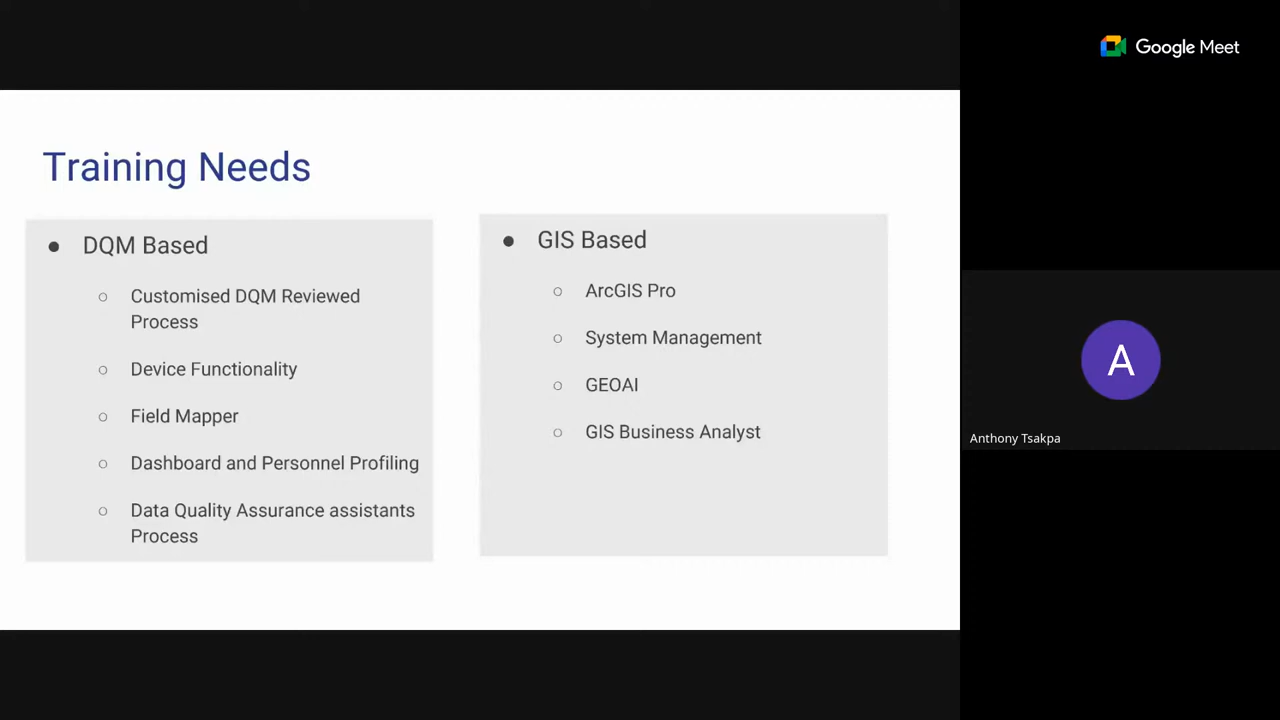 Google Meet
Training Needs
● DQM Based
○ Customised DQM Reviewed
Process
○ Device Functionality
○ Field Mapper
○ Dashboard and Personnel Profiling
○ Data Quality Assurance assistants
Process
● GIS Based
○ ArcGIS Pro
○ System Management
○ GEOAI
○ GIS Business Analyst
A
Anthony Tsakpa